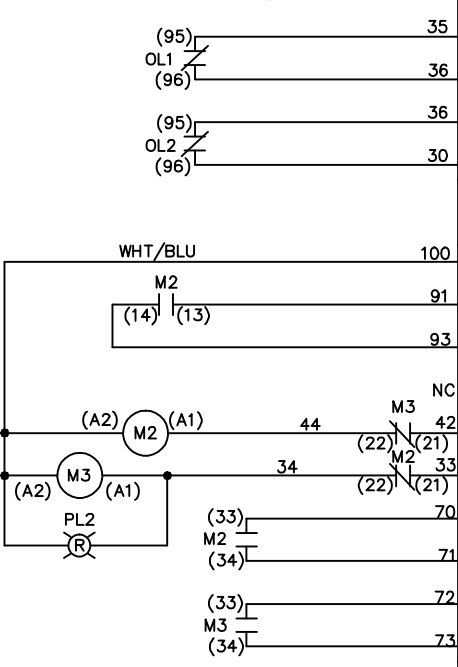 35
(95)
OL1
(96) 36
(95) 36
OL2
(96) 30
WHT/BLU 100
M2 91
(14) (13)
93
NC
M3
(A2) M2 (A1) 44 42
(22) (21)
M2
M3 34 33
(A2) (A1) (22) (21)
PL2
R
(33) 70
M2
(34) 71
(33) 72
M3
(34) 73